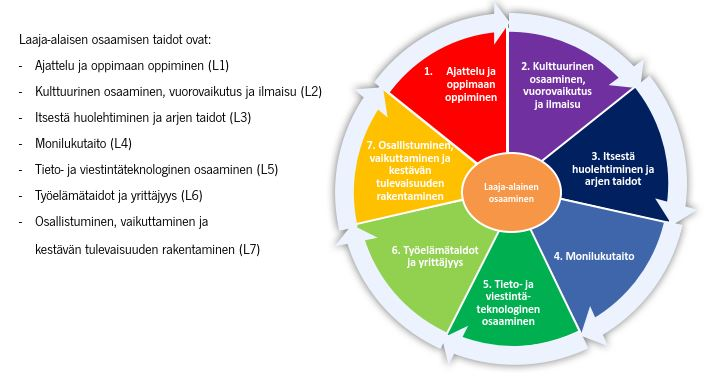 Laaja-alaisen osaamisen taidot ovat:
- Ajattelu ja oppimaan oppiminen (L1)
- Kulttuurinen osaaminen, vuorovaikutus ja ilmaisu (L2)
- Itsestä huolehtiminen ja arjen taidot (L3)
- Monilukutaito (L4)
- Tieto- ja viestintäteknologinen osaaminen (L5)
- Työelämätaidot ja yrittäjyys (L6)
- Osallistuminen, vaikuttaminen ja
kestävän tulevaisuuden rakentaminen (L7)
1. Ajattelu ja
oppimaan
oppiminen
2. Kulttuurinen
osaaminen,
vuorovaikutus
ja ilmaisu
3. Itsestä
huolehtiminen ja
arjen taidot
4. Monilukutaito
5. Tieto- ja
viestintä-
teknologinen
osaaminen
6. Työelämätaidot
ja yrittäjyys
7. Osallistuminen,
vaikuttaminen ja
kestävän
tulevaisuuden
rakentaminen
Laaja-alainen
osaaminen